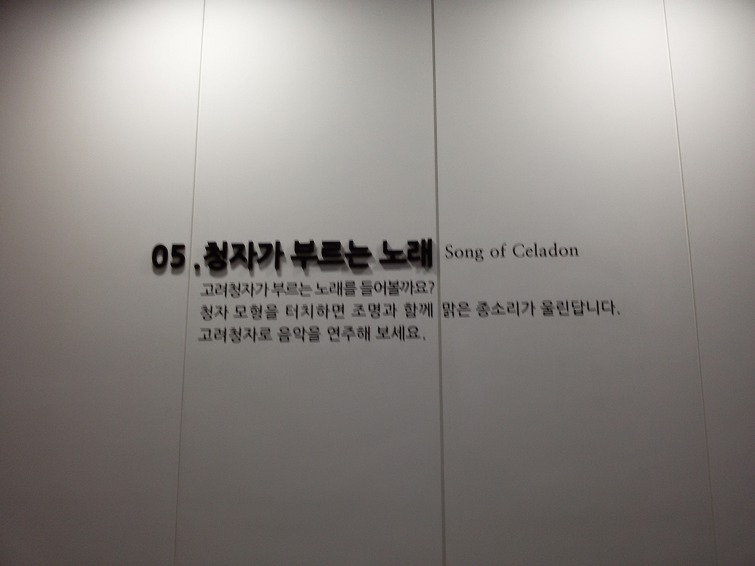 05. 청자가 부르는 노래 Song of Celadon
고려청자가 부르는 노래를 들어볼까요?
청자 모형을 터치하면 조명과 함께 맑은 종소리가 울린답니다.
고려청자로 음악을 연주해 보세요.